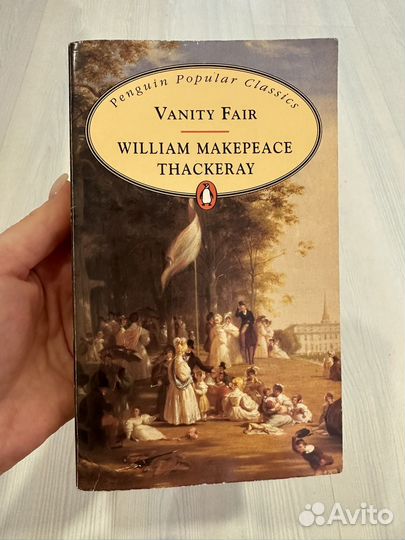 Penguin Popular Classics
VANITY FAIR
WILLIAM MAKEPEACE
THACKERAY
Avito